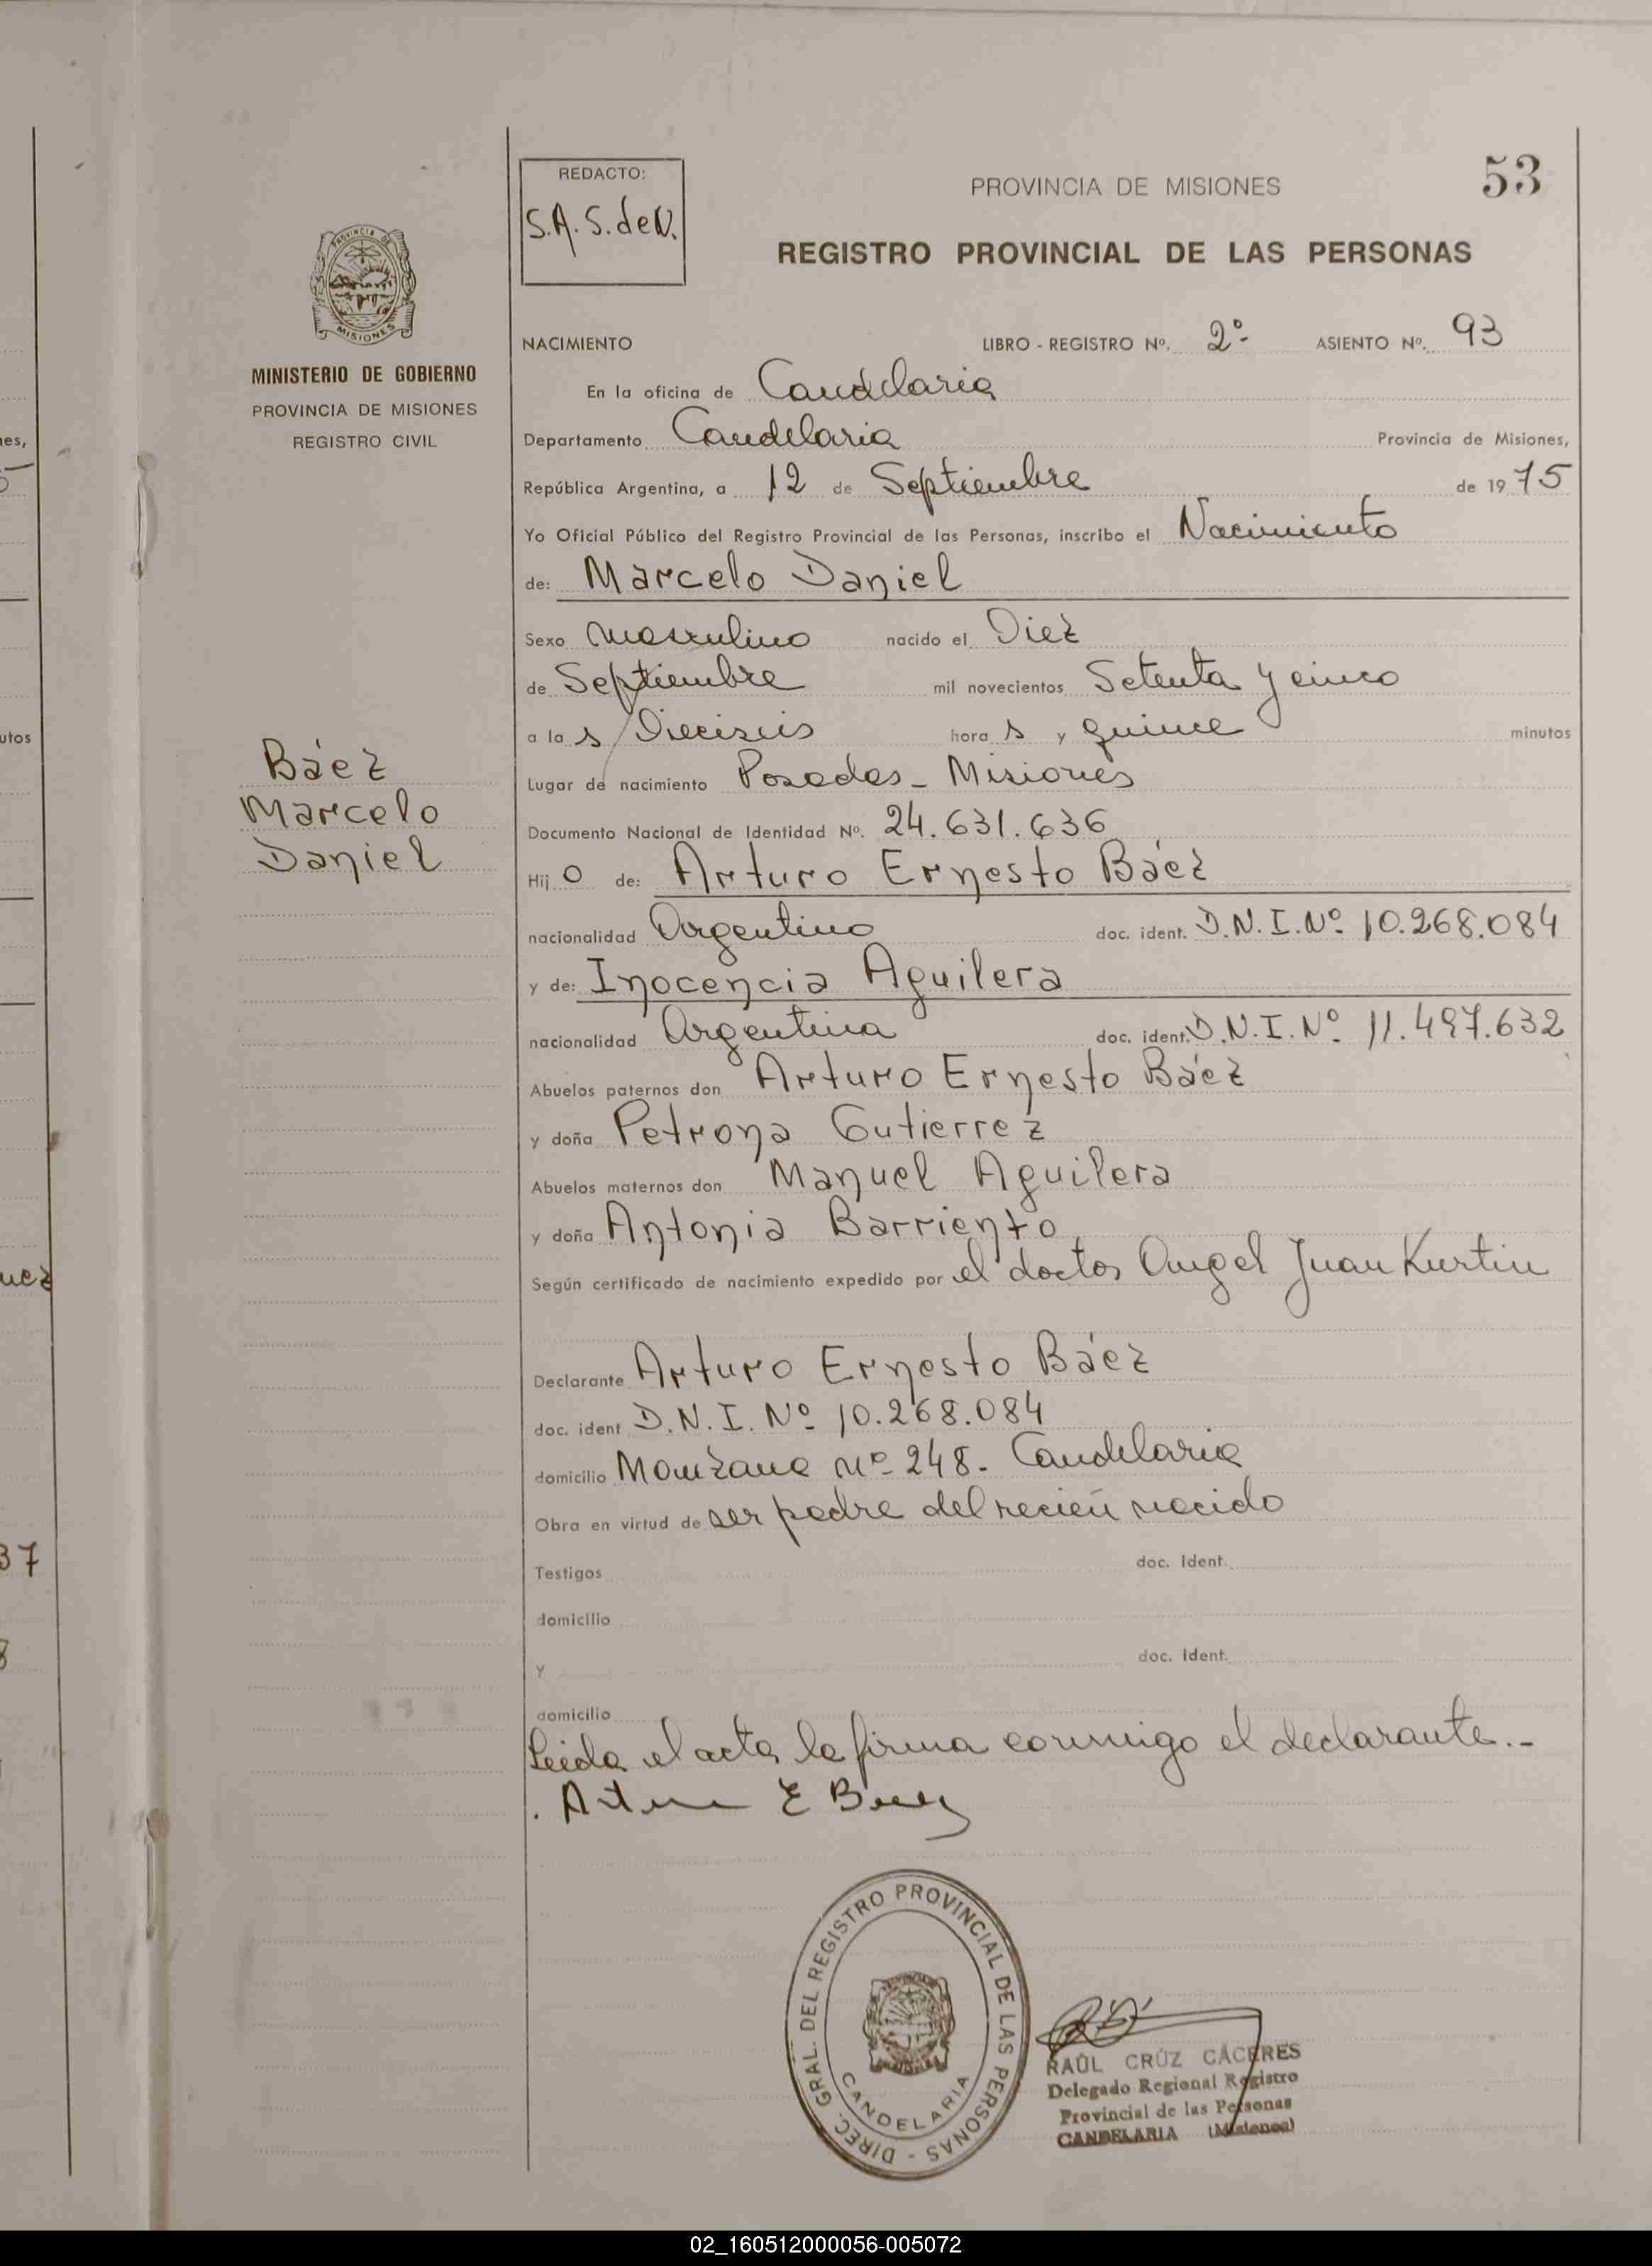 53
REDACTO:
S.A.S. de N.
PROVINCIA DE MISIONES
REGISTRO PROVINCIAL DE LAS PERSONAS
MINISTERIO DE GOBIERNO
PROVINCIA DE MISIONES
REGISTRO CIVIL
Báez
Marcelo
Daniel
NACIMIENTO LIBRO - REGISTRO Nº. 2º ASIENTO Nº. 93
En la oficina de Candelaria
Departamento Candelaria Provincia de Misiones,
República Argentina, a 12 de Septiembre de 1975
Yo Oficial Público del Registro Provincial de las Personas, inscribo el Nacimiento
de: Marcelo Daniel
Sexo masculino nacido el Diez
de Septiembre mil novecientos Setenta y cinco
a la s Dieciseis hora s y quince minutos
Lugar de nacimiento Posadas - Misiones
Documento Nacional de Identidad Nº. 24.631.636
Hij o de: Arturo Ernesto Báez
nacionalidad Argentino doc. ident. D.N.I. Nº 10.268.084
y de: Inocencia Aguilera
nacionalidad Argentina doc. ident. D.N.I. Nº 11.497.632
Abuelos paternos don Arturo Ernesto Báez
y doña Petrona Gutierrez
Abuelos maternos don Manuel Aguilera
y doña Antonia Barriento
Según certificado de nacimiento expedido por el doctor Angel Juan Kurtin
Declarante Arturo Ernesto Báez
doc. ident D.N.I. Nº 10.268.084
domicilio Manzana Nº 248 - Candelaria
Obra en virtud de ser padre del recién nacido
Testigos doc. ident.
domicilio
y doc. ident.
domicilio
Leida el acta, la firma conmigo el declarante.-
Arturo E Baez
DIREC. GRAL. DEL REGISTRO PROVINCIAL DE LAS PERSONAS -
CANDELARIA
RAÚL CRÚZ CÁCERES
Delegado Regional Registro
Provincial de las Personas
CANDELARIA (Misiones)
02_160512000056-005072